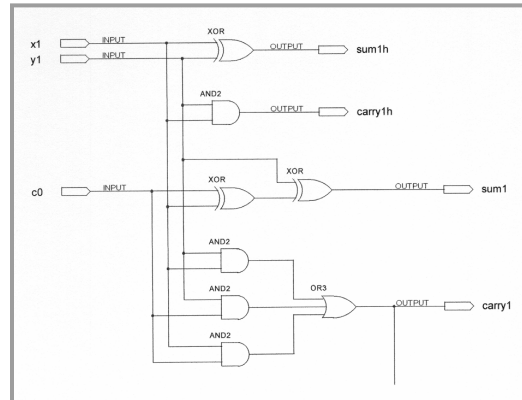 XOR
x1 INPUT OUTPUT sum1h
y1 INPUT
AND2
OUTPUT carry1h
XOR
XOR
c0 INPUT OUTPUT sum1
AND2
OR3
AND2
OUTPUT carry1
AND2